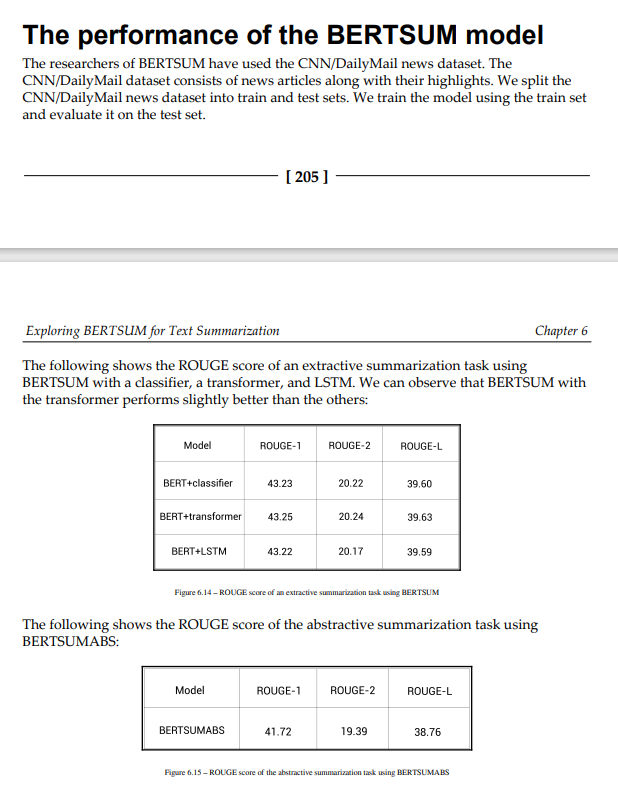 The performance of the BERTSUM model
The researchers of BERTSUM have used the CNN/DailyMail news dataset. The
CNN/DailyMail dataset consists of news articles along with their highlights. We split the
CNN/DailyMail news dataset into train and test sets. We train the model using the train set
and evaluate it on the test set.
[ 205 ]
Exploring BERTSUM for Text Summarization Chapter 6
The following shows the ROUGE score of an extractive summarization task using
BERTSUM with a classifier, a transformer, and LSTM. We can observe that BERTSUM with
the transformer performs slightly better than the others:
Model ROUGE-1 ROUGE-2 ROUGE-L
BERT+classifier 43.23 20.22 39.60
BERT+transformer 43.25 20.24 39.63
BERT+LSTM 43.22 20.17 39.59
Figure 6.14 – ROUGE score of an extractive summarization task using BERTSUM
The following shows the ROUGE score of the abstractive summarization task using
BERTSUMABS:
Model ROUGE-1 ROUGE-2 ROUGE-L
BERTSUMABS 41.72 19.39 38.76
Figure 6.15 – ROUGE score of the abstractive summarization task using BERTSUMABS